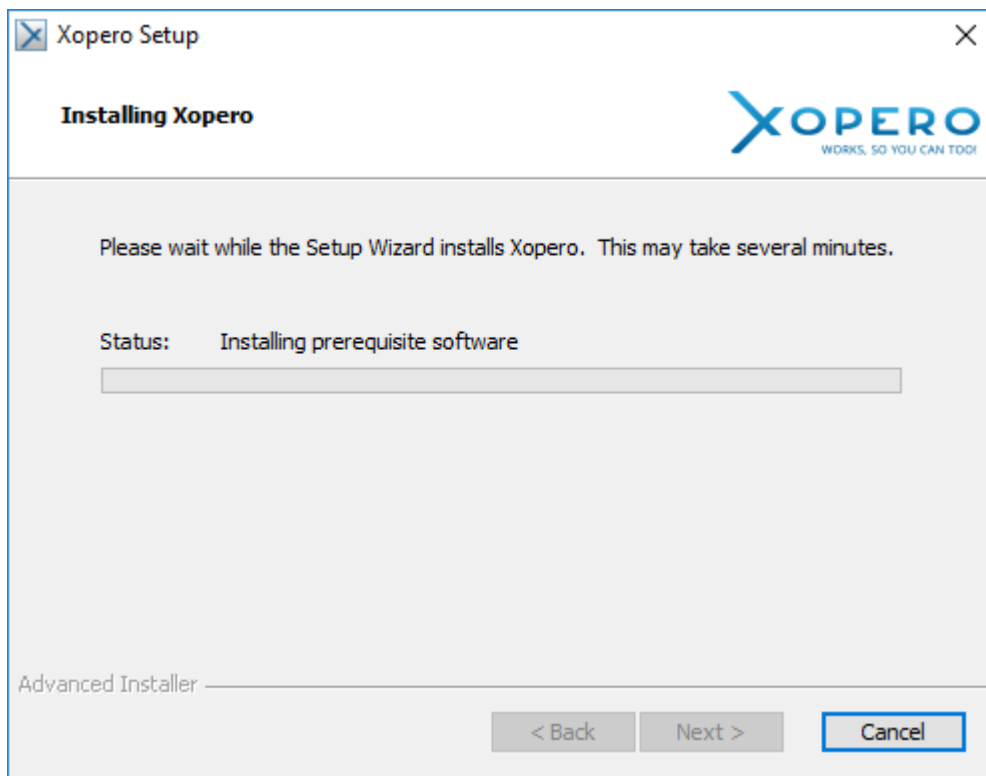 Xopero Setup
Installing Xopero
XOPERO
WORKS, SO YOU CAN TOO!
Please wait while the Setup Wizard installs Xopero. This may take several minutes.
Status: Installing prerequisite software
Advanced Installer
< Back Next > Cancel